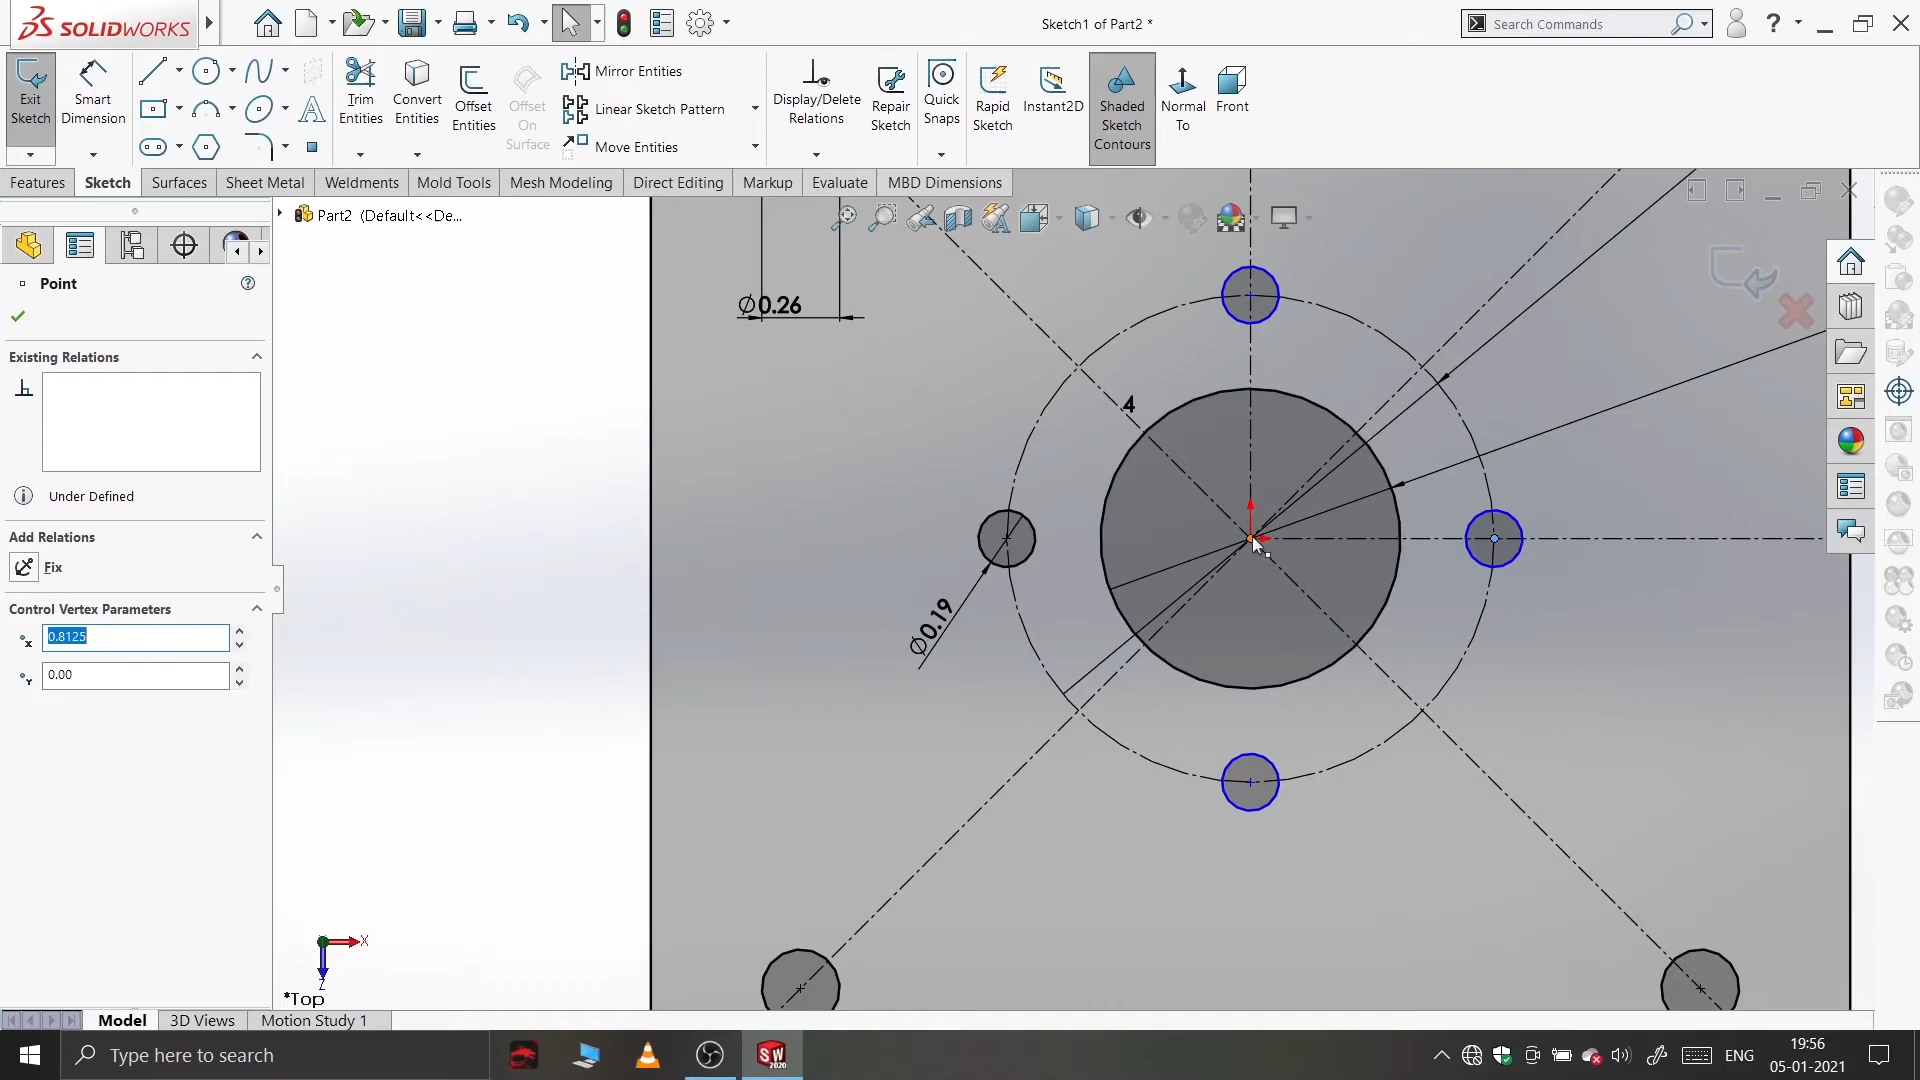 SOLIDWORKS
Sketch1 of Part2 *
Search Commands
?
Exit
Sketch
Smart
Dimension
Trim
Entities
Convert
Entities
Offset
Entities
Offset
On
Surface
Mirror Entities
Linear Sketch Pattern
Move Entities
Display/Delete
Relations
Repair
Sketch
Quick
Snaps
Rapid
Sketch
Instant2D
Shaded
Sketch
Contours
Normal
To
Front
Features
Sketch
Surfaces
Sheet Metal
Weldments
Mold Tools
Mesh Modeling
Direct Editing
Markup
Evaluate
MBD Dimensions
Part2 (Default<<De...
Point
Existing Relations
Under Defined
Add Relations
Fix
Control Vertex Parameters
0.8125
0.00
∅0.26
4
∅0.19
X
Z
*Top
Model
3D Views
Motion Study 1
Type here to search
SW
2020
ENG
19:56
05-01-2021